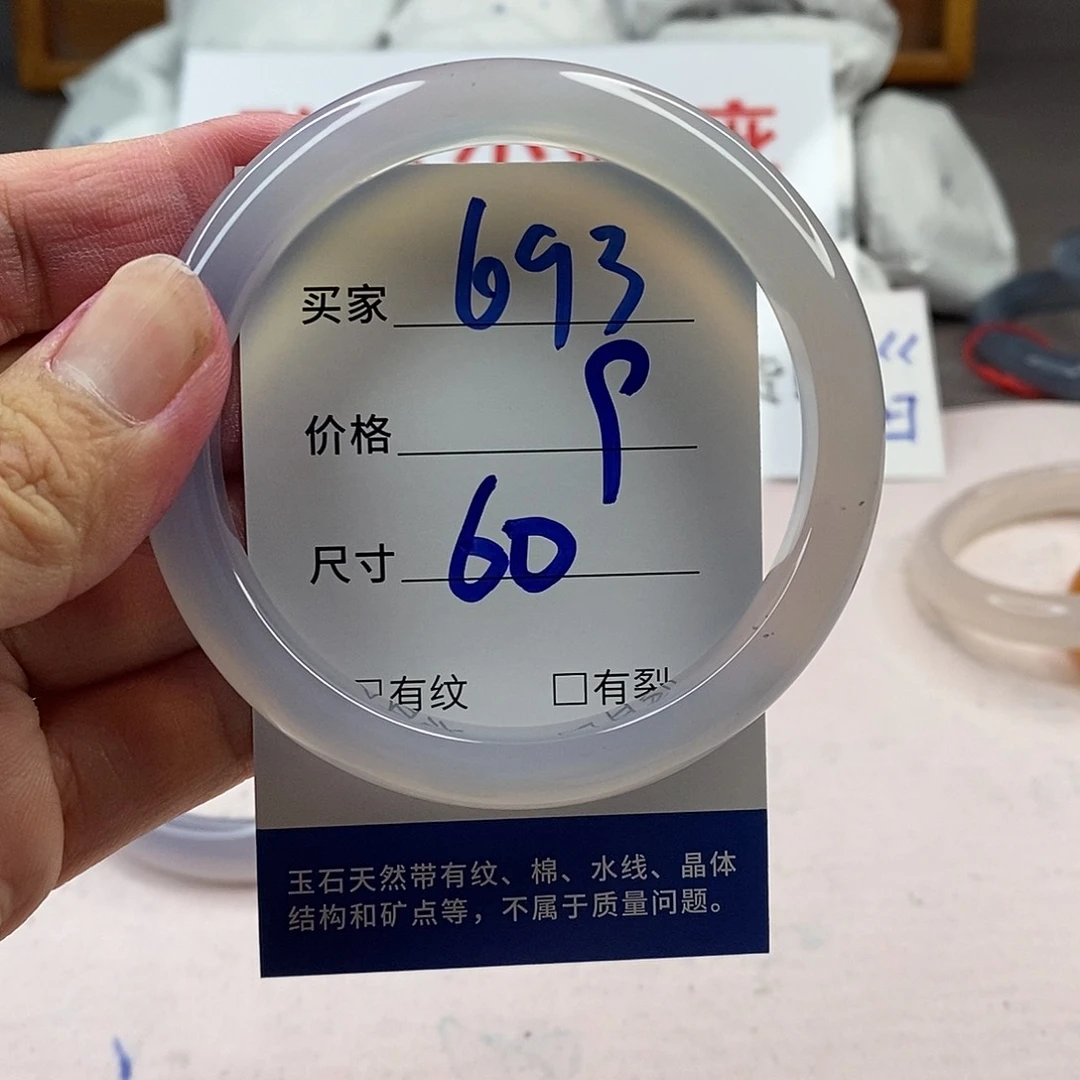 买家 693
价格 9
尺寸 60
有纹 □有裂
玉石天然带有纹、棉、水线、晶体
结构和矿点等，不属于质量问题。